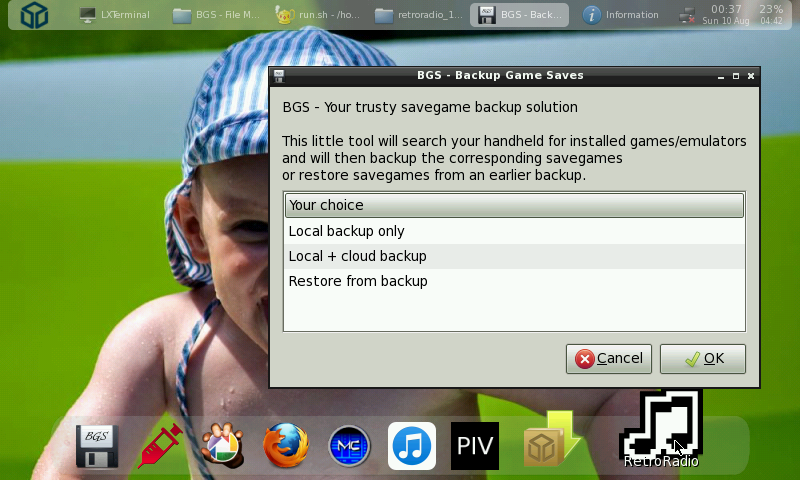 LXTerminal
BGS - File M...
run.sh - /ho...
retroradio_1...
BGS - Back...
Information
00:37
Sun 10 Aug
23%
04:42
BGS - Backup Game Saves
BGS - Your trusty savegame backup solution
This little tool will search your handheld for installed games/emulators
and will then backup the corresponding savegames
or restore savegames from an earlier backup.
Your choice
Local backup only
Local + cloud backup
Restore from backup
Cancel
OK
BGS
MC
PIV
RetroRadio